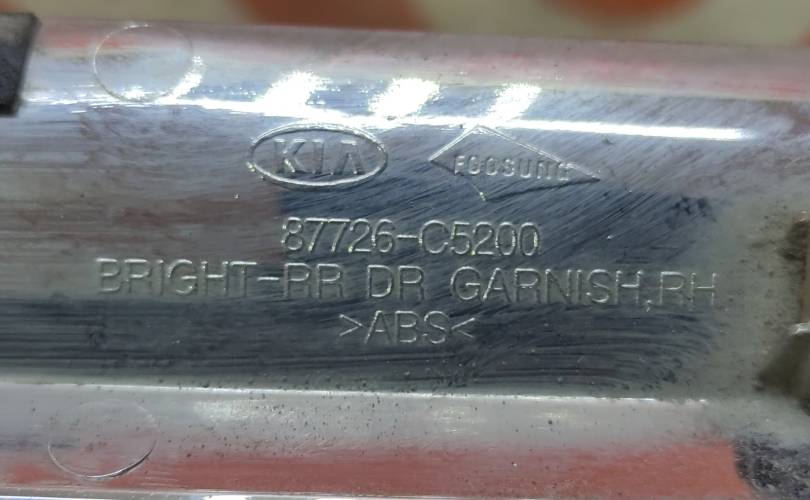 KIA ECOSUNG
87726-C5200
BRIGHT-RR DR GARNISH,RH
>ABS<